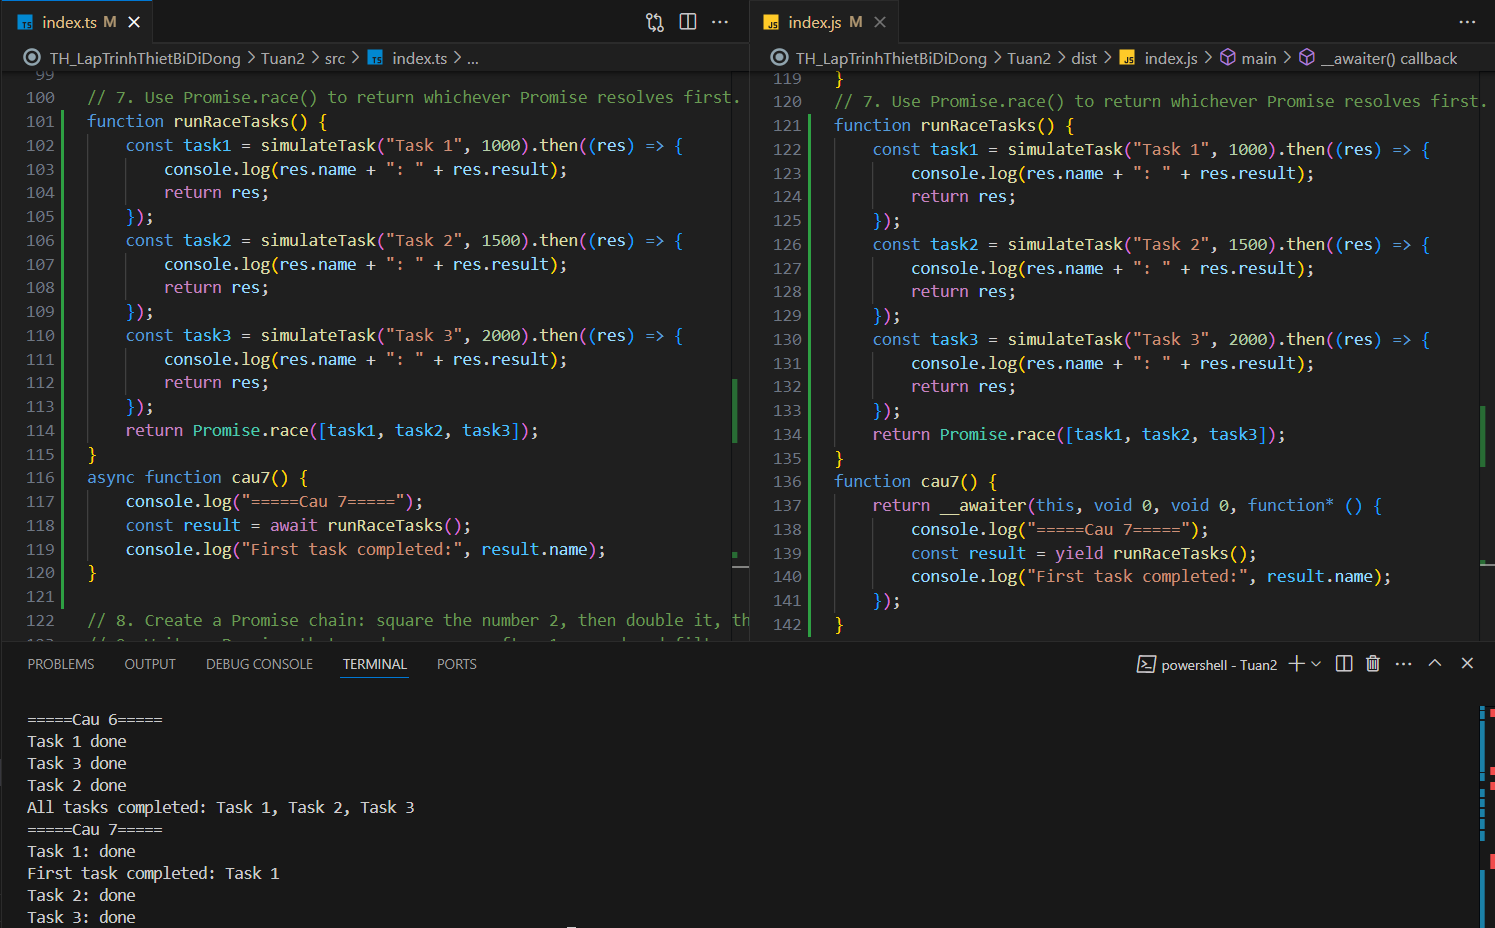 index.ts M
TH_LapTrinhThietBiDiDong > Tuan2 > src > index.ts > ...
99
100 // 7. Use Promise.race() to return whichever Promise resolves first.
101 function runRaceTasks() {
102 const task1 = simulateTask("Task 1", 1000).then((res) => {
103 console.log(res.name + ": " + res.result);
104 return res;
105 });
106 const task2 = simulateTask("Task 2", 1500).then((res) => {
107 console.log(res.name + ": " + res.result);
108 return res;
109 });
110 const task3 = simulateTask("Task 3", 2000).then((res) => {
111 console.log(res.name + ": " + res.result);
112 return res;
113 });
114 return Promise.race([task1, task2, task3]);
115 }
116 async function cau7() {
117 console.log("=====Cau 7=====");
118 const result = await runRaceTasks();
119 console.log("First task completed:", result.name);
120 }
121
122 // 8. Create a Promise chain: square the number 2, then double it, th
index.js M
TH_LapTrinhThietBiDiDong > Tuan2 > dist > index.js > main > __awaiter() callback
119 }
120 // 7. Use Promise.race() to return whichever Promise resolves first.
121 function runRaceTasks() {
122 const task1 = simulateTask("Task 1", 1000).then((res) => {
123 console.log(res.name + ": " + res.result);
124 return res;
125 });
126 const task2 = simulateTask("Task 2", 1500).then((res) => {
127 console.log(res.name + ": " + res.result);
128 return res;
129 });
130 const task3 = simulateTask("Task 3", 2000).then((res) => {
131 console.log(res.name + ": " + res.result);
132 return res;
133 });
134 return Promise.race([task1, task2, task3]);
135 }
136 function cau7() {
137 return __awaiter(this, void 0, void 0, function* () {
138 console.log("=====Cau 7=====");
139 const result = yield runRaceTasks();
140 console.log("First task completed:", result.name);
141 });
142 }
PROBLEMS OUTPUT DEBUG CONSOLE TERMINAL PORTS
powershell - Tuan2
=====Cau 6=====
Task 1 done
Task 3 done
Task 2 done
All tasks completed: Task 1, Task 2, Task 3
=====Cau 7=====
Task 1: done
First task completed: Task 1
Task 2: done
Task 3: done